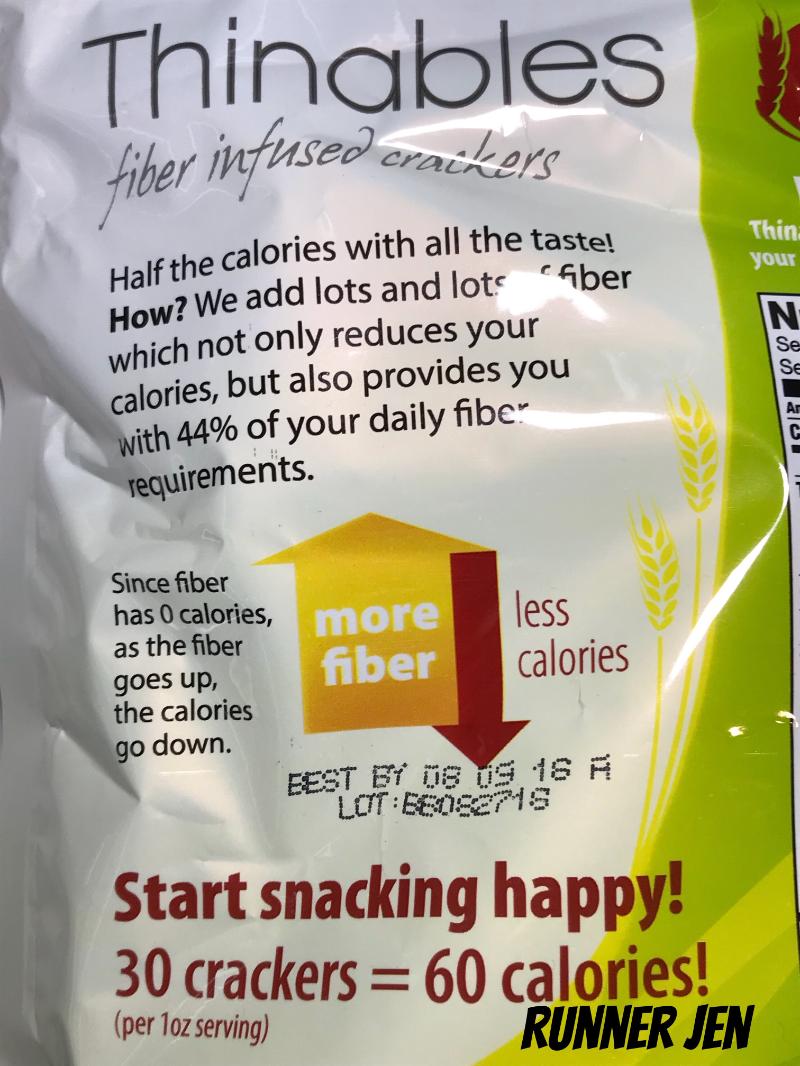 Thinables
fiber infused crackers
Half the calories with all the taste!
How? We add lots and lots of fiber
which not only reduces your
calories, but also provides you
with 44% of your daily fiber
requirements.
Since fiber
has 0 calories,
as the fiber
goes up,
the calories
go down.
more
fiber
less
calories
BEST BY 08 09 16 A
Start snacking happy!
30 crackers = 60 calories!
(per 1oz serving)
RUNNER JEN
your